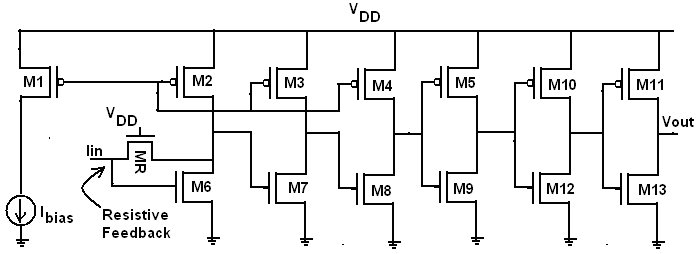 VDD
M1
M2
M3
M4
M5
M10
M11
VDD
Vout
Iin
MR
M6
M7
M8
M9
M12
M13
Ibias
Resistive
Feedback